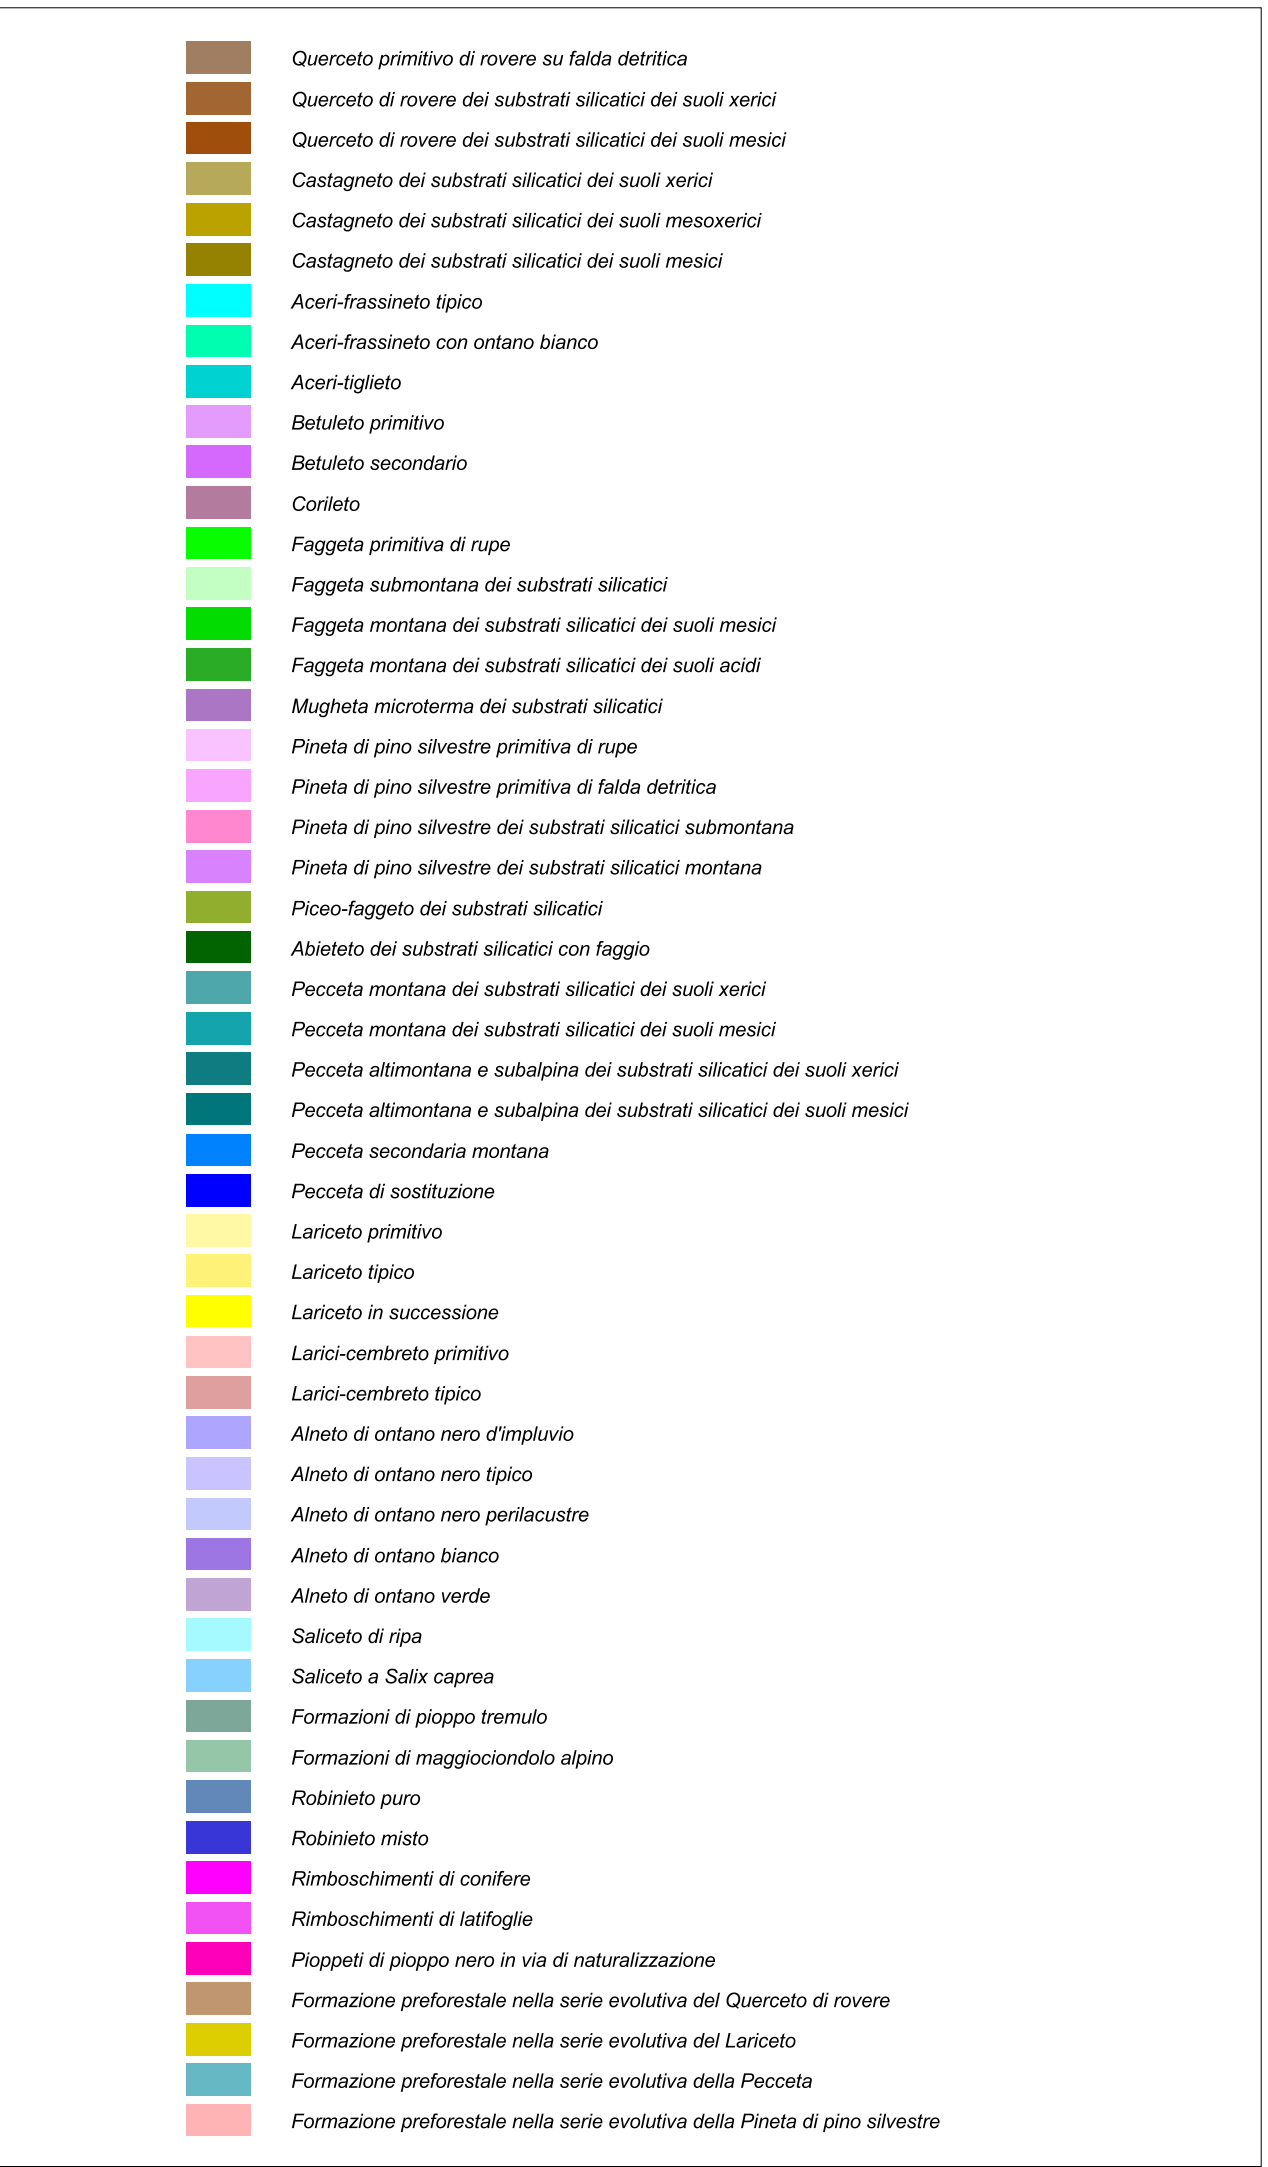 Querceto primitivo di rovere su falda detritica
Querceto di rovere dei substrati silicatici dei suoli xerici
Querceto di rovere dei substrati silicatici dei suoli mesici
Castagneto dei substrati silicatici dei suoli xerici
Castagneto dei substrati silicatici dei suoli mesoxerici
Castagneto dei substrati silicatici dei suoli mesici
Aceri-frassineto tipico
Aceri-frassineto con ontano bianco
Aceri-tiglieto
Betuleto primitivo
Betuleto secondario
Corileto
Faggeta primitiva di rupe
Faggeta submontana dei substrati silicatici
Faggeta montana dei substrati silicatici dei suoli mesici
Faggeta montana dei substrati silicatici dei suoli acidi
Mugheta microterma dei substrati silicatici
Pineta di pino silvestre primitiva di rupe
Pineta di pino silvestre primitiva di falda detritica
Pineta di pino silvestre dei substrati silicatici submontana
Pineta di pino silvestre dei substrati silicatici montana
Piceo-faggeto dei substrati silicatici
Abieteto dei substrati silicatici con faggio
Pecceta montana dei substrati silicatici dei suoli xerici
Pecceta montana dei substrati silicatici dei suoli mesici
Pecceta altimontana e subalpina dei substrati silicatici dei suoli xerici
Pecceta altimontana e subalpina dei substrati silicatici dei suoli mesici
Pecceta secondaria montana
Pecceta di sostituzione
Lariceto primitivo
Lariceto tipico
Lariceto in successione
Larici-cembreto primitivo
Larici-cembreto tipico
Alneto di ontano nero d'impluvio
Alneto di ontano nero tipico
Alneto di ontano nero perilacustre
Alneto di ontano bianco
Alneto di ontano verde
Saliceto di ripa
Saliceto a Salix caprea
Formazioni di pioppo tremulo
Formazioni di maggiociondolo alpino
Robinieto puro
Robinieto misto
Rimboschimenti di conifere
Rimboschimenti di latifoglie
Pioppeti di pioppo nero in via di naturalizzazione
Formazione preforestale nella serie evolutiva del Querceto di rovere
Formazione preforestale nella serie evolutiva del Lariceto
Formazione preforestale nella serie evolutiva della Pecceta
Formazione preforestale nella serie evolutiva della Pineta di pino silvestre